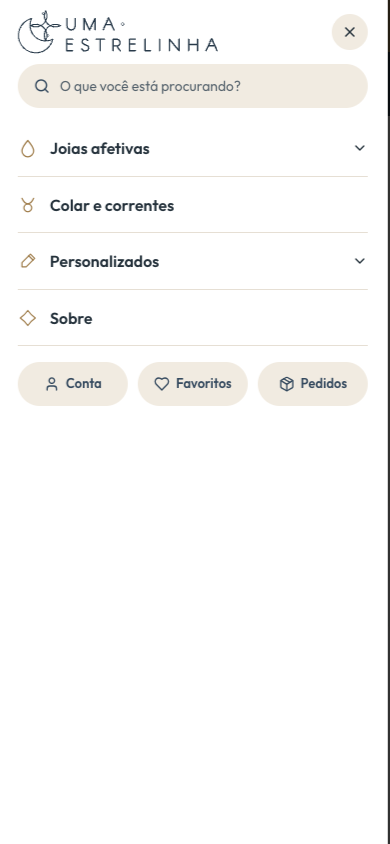 UMA
ESTRELINHA
O que você está procurando?
Joias afetivas
Colar e correntes
Personalizados
Sobre
Conta
Favoritos
Pedidos